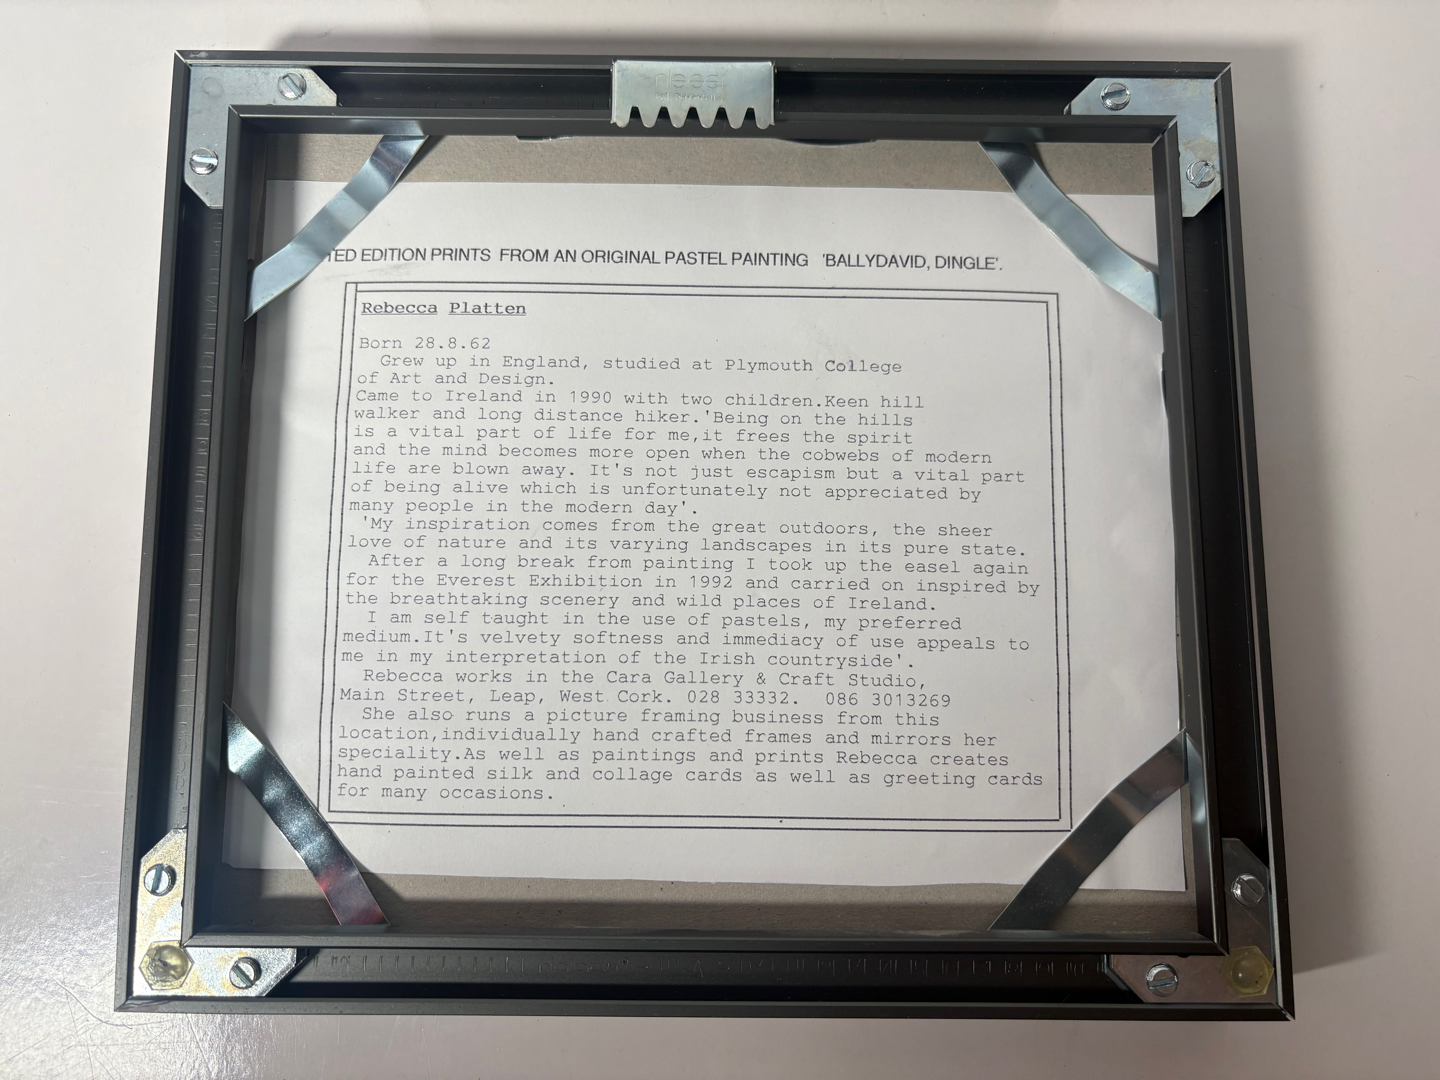 TED EDITION PRINTS FROM AN ORIGINAL PASTEL PAINTING 'BALLYDAVID, DINGLE'.
Rebecca Platten
Born 28.8.62
Grew up in England, studied at Plymouth College
of Art and Design.
Came to Ireland in 1990 with two children.Keen hill
walker and long distance hiker.'Being on the hills
is a vital part of life for me,it frees the spirit
and the mind becomes more open when the cobwebs of modern
life are blown away. It's not just escapism but a vital part
of being alive which is unfortunately not appreciated by
many people in the modern day'.
'My inspiration comes from the great outdoors, the sheer
love of nature and its varying landscapes in its pure state.
After a long break from painting I took up the easel again
for the Everest Exhibition in 1992 and carried on inspired by
the breathtaking scenery and wild places of Ireland.
I am self taught in the use of pastels, my preferred
medium.It's velvety softness and immediacy of use appeals to
me in my interpretation of the Irish countryside'.
Rebecca works in the Cara Gallery & Craft Studio,
Main Street, Leap, West Cork. 028 33332. 086 3013269
She also runs a picture framing business from this
location,individually hand crafted frames and mirrors her
speciality.As well as paintings and prints Rebecca creates
hand painted silk and collage cards as well as greeting cards
for many occasions.